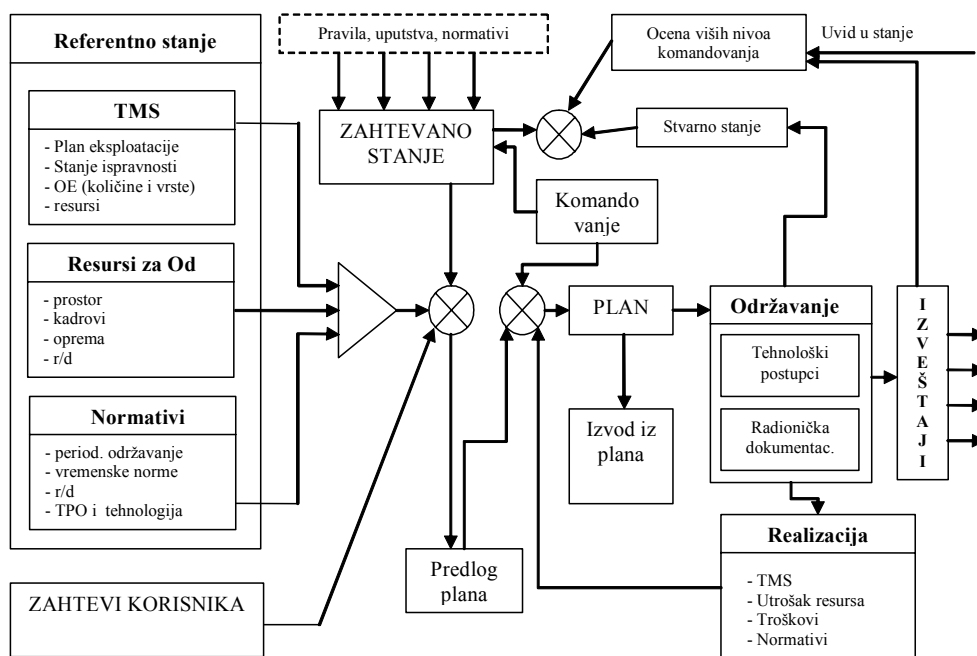 Referentno stanje
TMS
- Plan eksploatacije
- Stanje ispravnosti
- OE (količine i vrste)
- resursi
Resursi za Od
- prostor
- kadrovi
- oprema
- r/d
Normativi
- period. održavanje
- vremenske norme
- r/d
- TPO i tehnologija
ZAHTEVI KORISNIKA
Pravila, uputstva, normativi
ZAHTEVANO
STANJE
Ocena viših nivoa
komandovanja
Uvid u stanje
Stvarno stanje
Komando
vanje
PLAN
Izvod iz
plana
Predlog
plana
Održavanje
Tehnološki
postupci
Radionička
dokumentac.
I
Z
V
E
Š
T
A
J
I
Realizacija
- TMS
- Utrošak resursa
- Troškovi
- Normativi